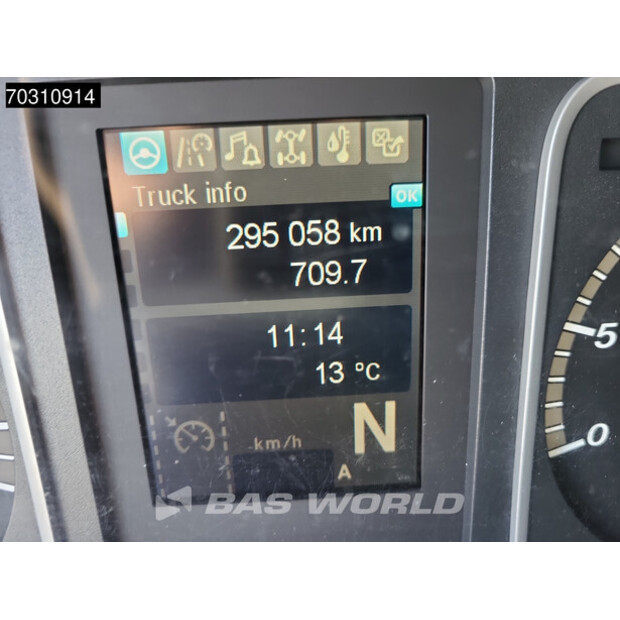 70310914
Truck info
OK
295 058 km
709.7
11:14
13 °C
km/h
N
A
5
0
BAS WORLD